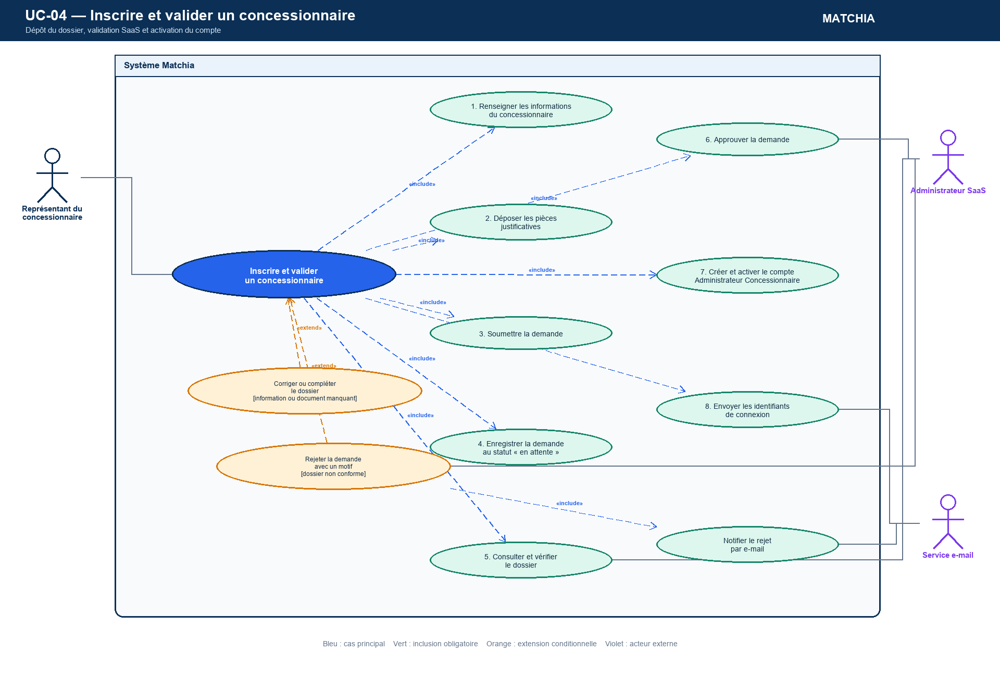 UC-04 — Inscrire et valider un concessionnaire
Dépôt du dossier, validation SaaS et activation du compte
MATCHIA
Système Matchia
1. Renseigner les informations
du concessionnaire
6. Approuver la demande
Représentant du
concessionnaire
Administrateur SaaS
«include»
«include»
2. Déposer les pièces
justificatives
«include»
Inscrire et valider
un concessionnaire
«include»
7. Créer et activer le compte
Administrateur Concessionnaire
«include»
«extend»
3. Soumettre la demande
«include»
«extend»
Corriger ou compléter
le dossier
[information ou document manquant]
«include»
8. Envoyer les identifiants
de connexion
4. Enregistrer la demande
au statut « en attente »
Rejeter la demande
avec un motif
[dossier non conforme]
«include»
Notifier le rejet
par e-mail
Service e-mail
5. Consulter et vérifier
le dossier
Bleu : cas principal Vert : inclusion obligatoire Orange : extension conditionnelle Violet : acteur externe